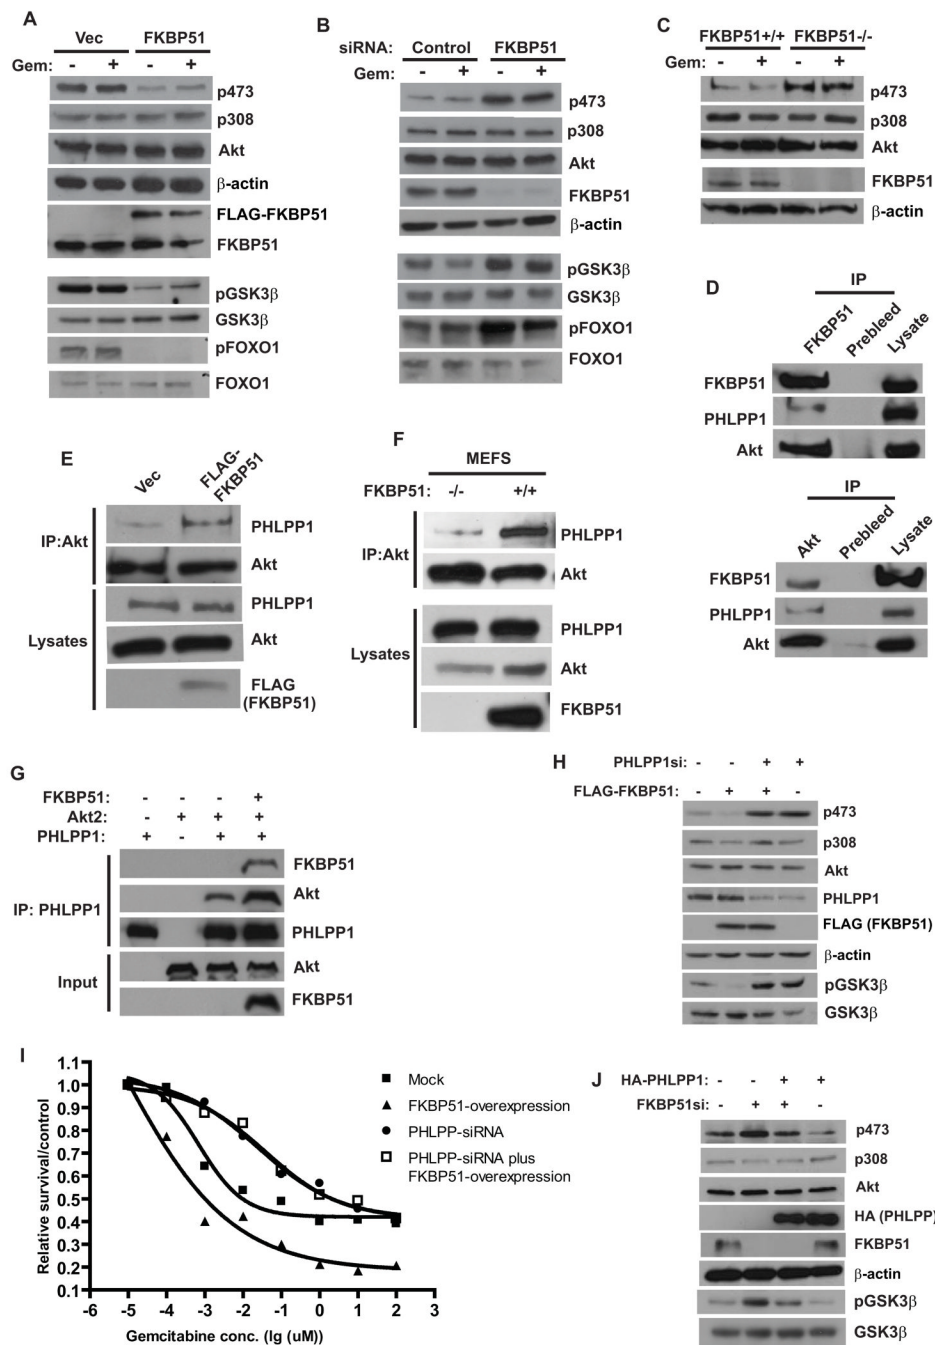 A
Vec FKBP51
Gem: - + - +
p473
p308
Akt
β-actin
FLAG-FKBP51
FKBP51
pGSK3β
GSK3β
pFOXO1
FOXO1
B
siRNA: Control FKBP51
Gem: - + - +
p473
p308
Akt
FKBP51
β-actin
pGSK3β
GSK3β
pFOXO1
FOXO1
C
FKBP51+/+ FKBP51-/-
Gem: - + - +
p473
p308
Akt
FKBP51
β-actin
D
IP
FKBP51 Prebleed Lysate
FKBP51
PHLPP1
Akt
IP
Akt Prebleed Lysate
FKBP51
PHLPP1
Akt
E
Vec FLAG-
FKBP51
IP:Akt
PHLPP1
Akt
Lysates
PHLPP1
Akt
FLAG
(FKBP51)
F
MEFS
FKBP51: -/- +/+
IP:Akt
PHLPP1
Akt
Lysates
PHLPP1
Akt
FKBP51
G
FKBP51: - - - +
Akt2: - + + +
PHLPP1: + - + +
IP: PHLPP1
FKBP51
Akt
PHLPP1
Input
Akt
FKBP51
H
PHLPP1si: - - + +
FLAG-FKBP51: - + + -
p473
p308
Akt
PHLPP1
FLAG (FKBP51)
β-actin
pGSK3β
GSK3β
I
Relative survival/control
1.1
1.0
0.9
0.8
0.7
0.6
0.5
0.4
0.3
0.2
0.1
-6 -5 -4 -3 -2 -1 0 1 2 3
Gemcitabine conc. (lg (uM))
Mock
FKBP51-overexpression
PHLPP-siRNA
PHLPP-siRNA plus
FKBP51-overexpression
J
HA-PHLPP1: - - + +
FKBP51si: - + + -
p473
p308
Akt
HA (PHLPP)
FKBP51
β-actin
pGSK3β
GSK3β